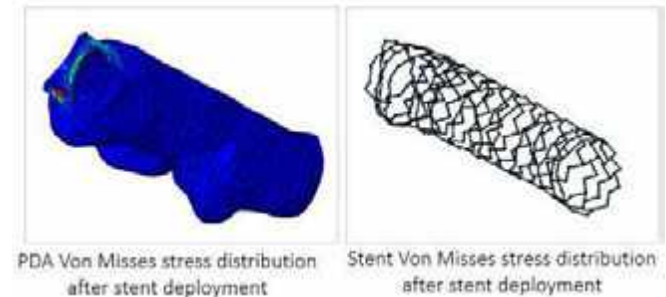 PDA Von Misses stress distribution
after stent deployment
Stent Von Misses stress distribution
after stent deployment